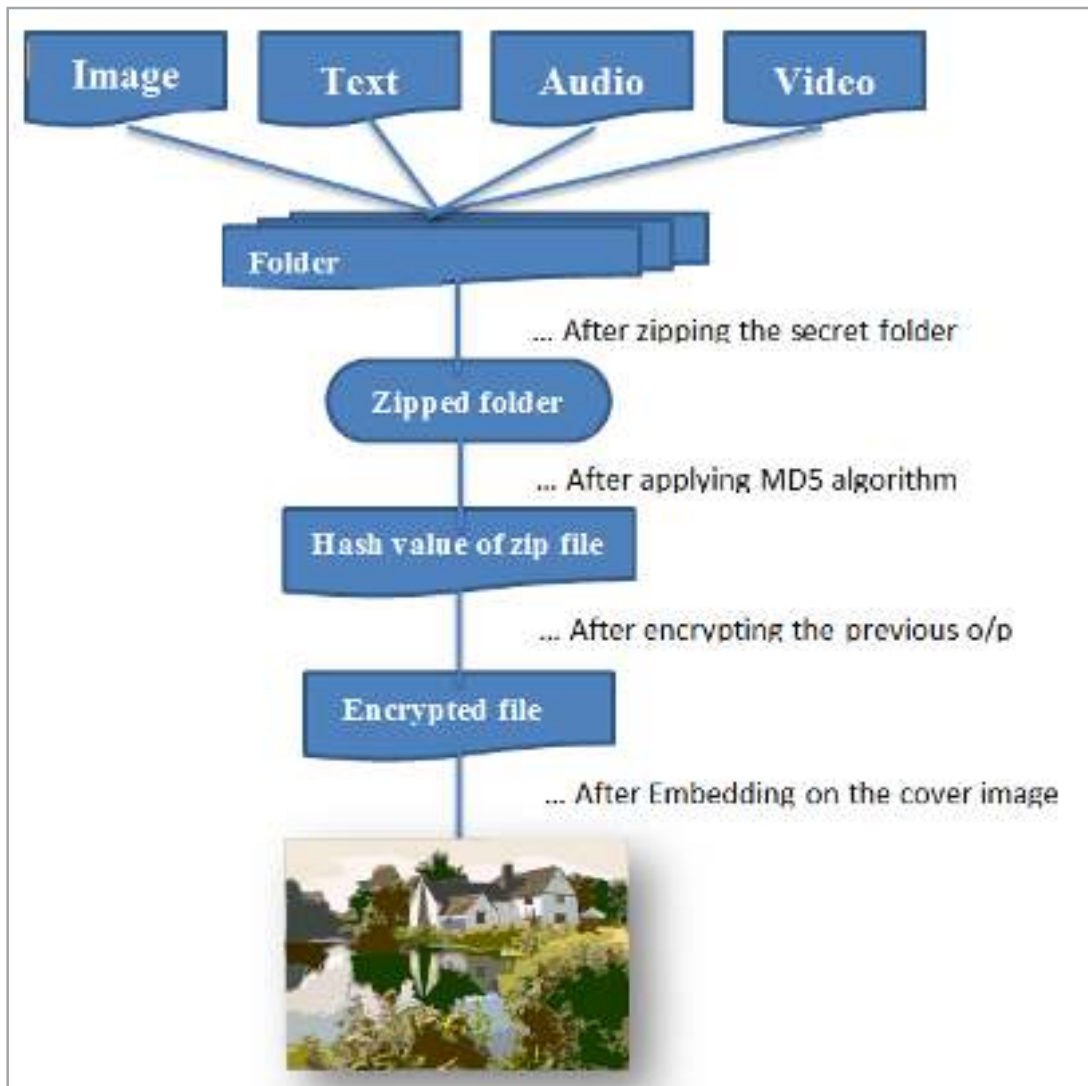 Image
Text
Audio
Video
Folder
... After zipping the secret folder
Zipped folder
... After applying MD5 algorithm
Hash value of zip file
... After encrypting the previous o/p
Encrypted file
... After Embedding on the cover image